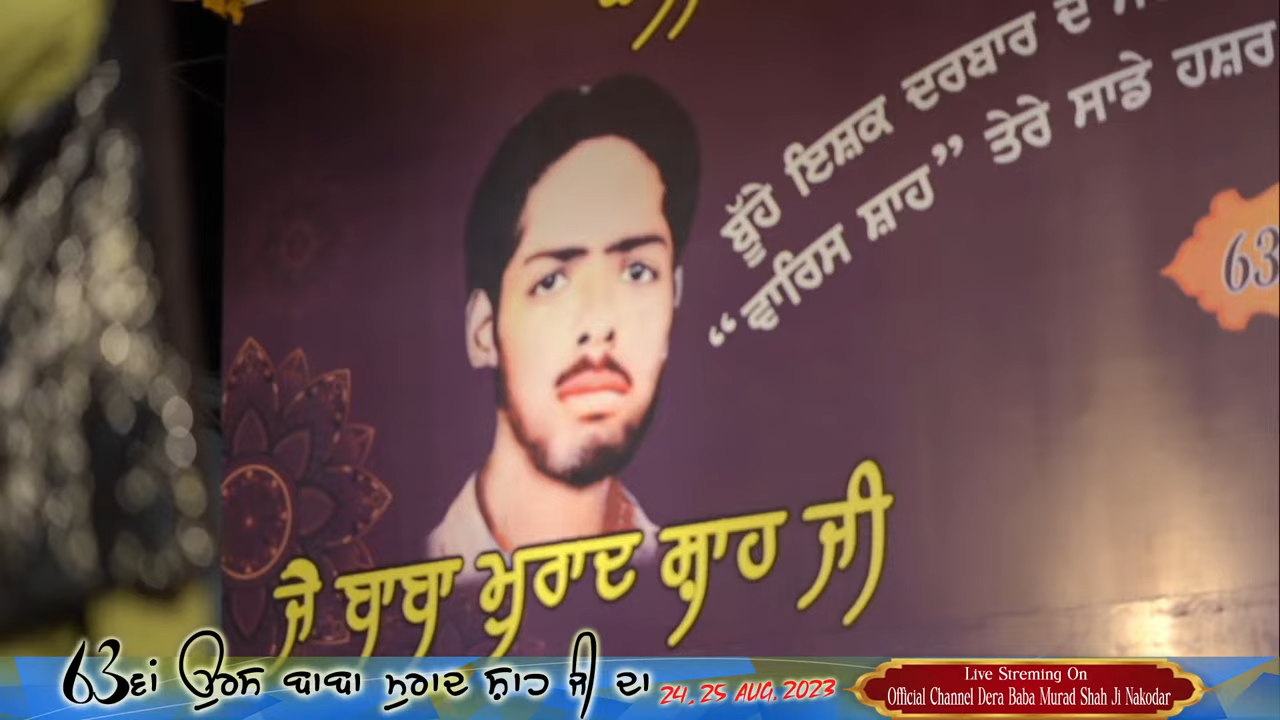 ਬੂੱਹੇ ਇਸ਼ਕ ਦਰਬਾਰ ਦੇ
“ਵਾਰਿਸ ਸ਼ਾਹ” ਤੇਰੇ ਸਾਡੇ ਹਸ਼ਰ
63
ਜੈ ਬਾਬਾ ਮੁਰਾਦ ਸ਼ਾਹ ਜੀ
63ਵਾਂ ਉਰਸ ਬਾਬਾ ਮੁਰਾਦ ਸ਼ਾਹ ਜੀ ਦਾ 24, 25 AUG. 2023
Live Streming On
Official Channel Dera Baba Murad Shah Ji Nakodar